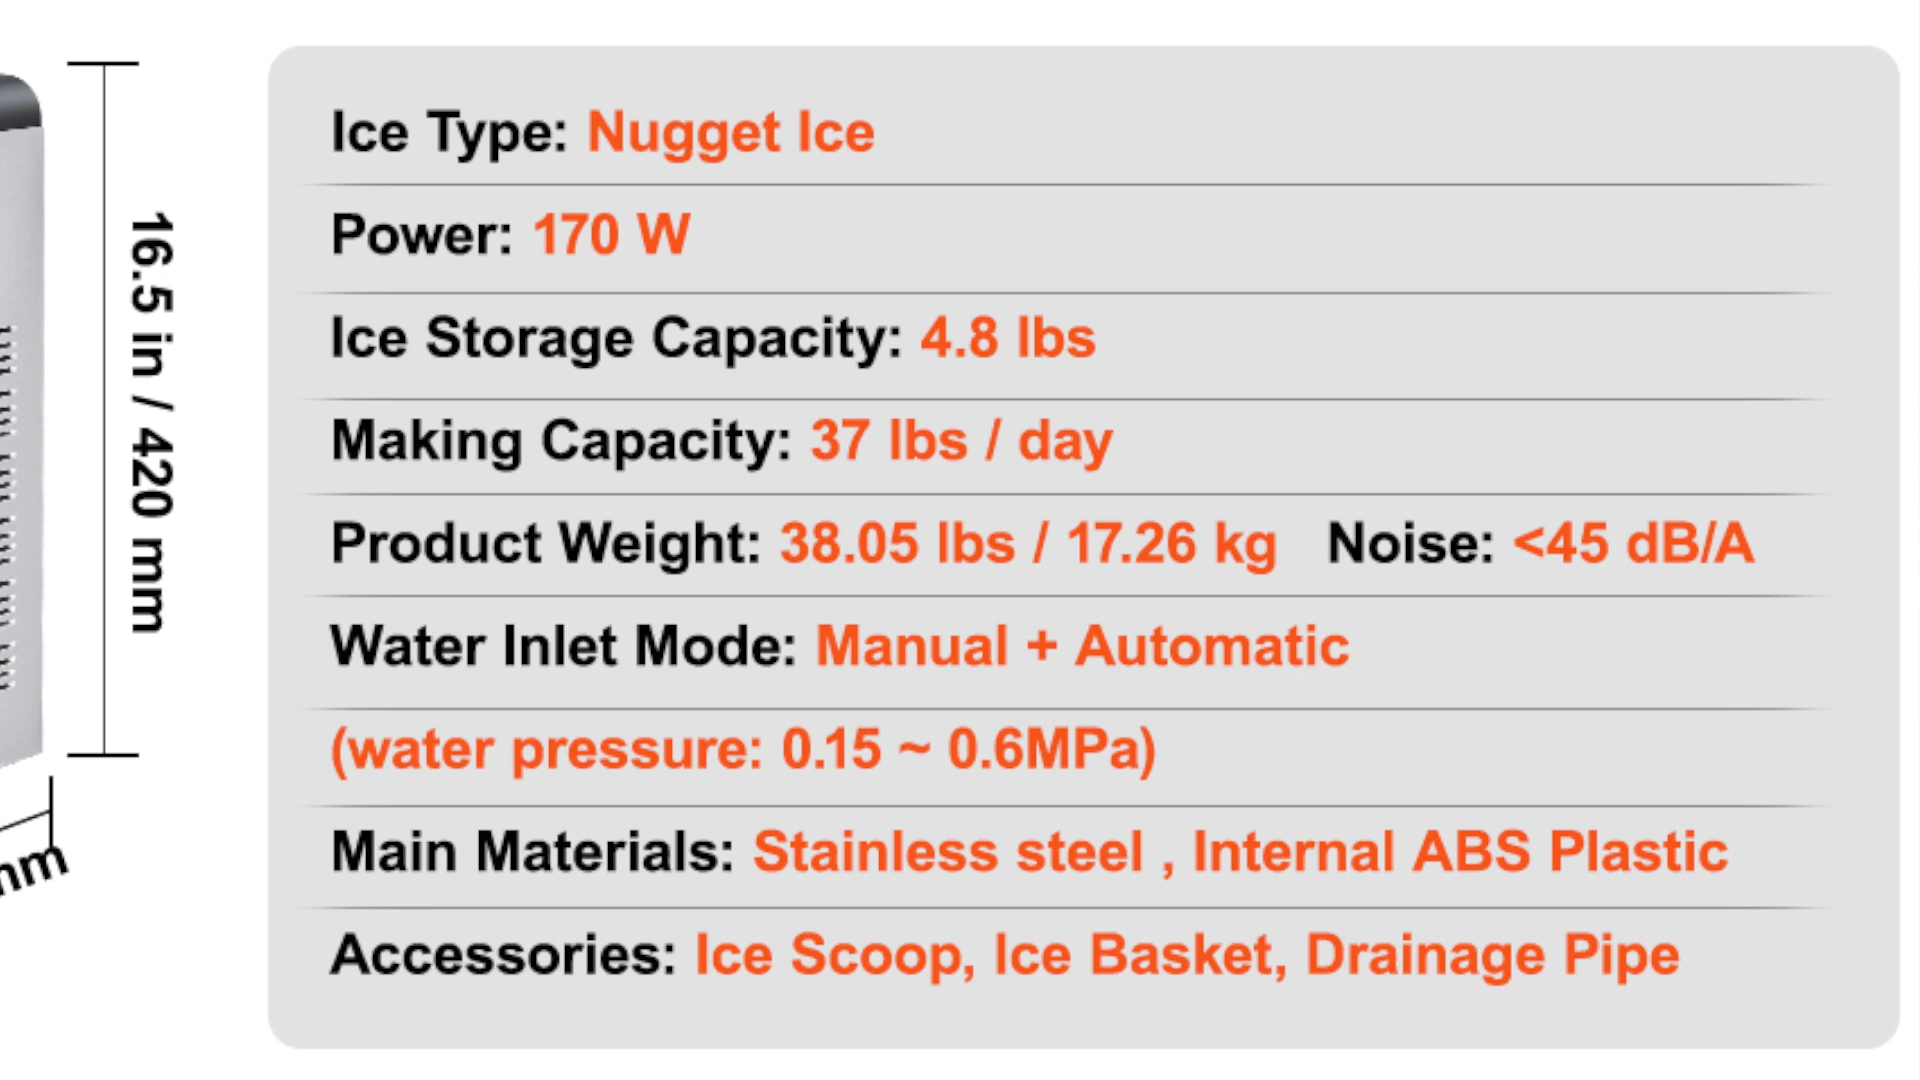 16.5 in / 420 mm
Ice Type: Nugget Ice
Power: 170 W
Ice Storage Capacity: 4.8 lbs
Making Capacity: 37 lbs / day
Product Weight: 38.05 lbs / 17.26 kg Noise: <45 dB/A
Water Inlet Mode: Manual + Automatic
(water pressure: 0.15 ~ 0.6MPa)
Main Materials: Stainless steel , Internal ABS Plastic
Accessories: Ice Scoop, Ice Basket, Drainage Pipe